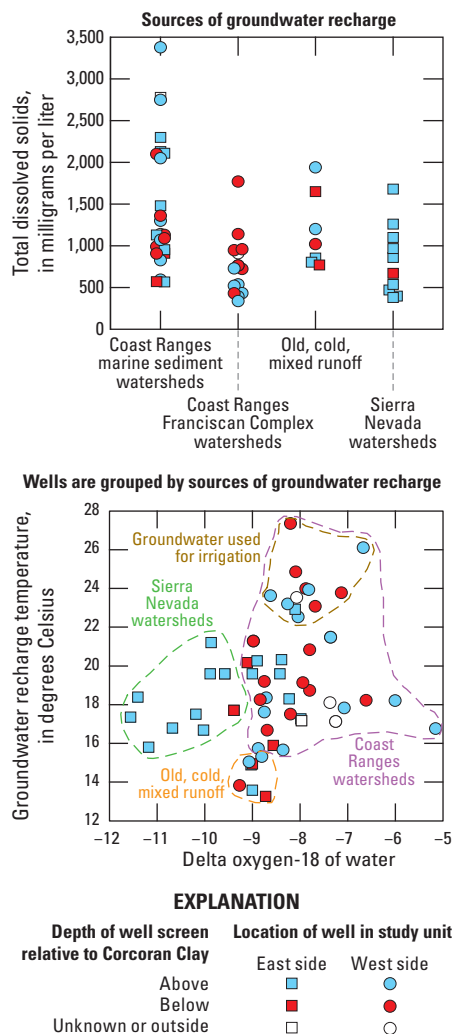 Sources of groundwater recharge
Total dissolved solids,
in milligrams per liter
3,500
3,000
2,500
2,000
1,500
1,000
500
0
Coast Ranges
marine sediment
watersheds
Coast Ranges
Franciscan Complex
watersheds
Old, cold,
mixed runoff
Sierra
Nevada
watersheds
Wells are grouped by sources of groundwater recharge
Groundwater recharge temperature,
in degrees Celsius
28
26
24
22
20
18
16
14
12
Groundwater used
for irrigation
Sierra
Nevada
watersheds
Coast
Ranges
watersheds
Old, cold,
mixed runoff
−12 −11 −10 −9 −8 −7 −6 −5
Delta oxygen-18 of water
EXPLANATION
Depth of well screen
relative to Corcoran Clay
Location of well in study unit
East side West side
Above
Below
Unknown or outside